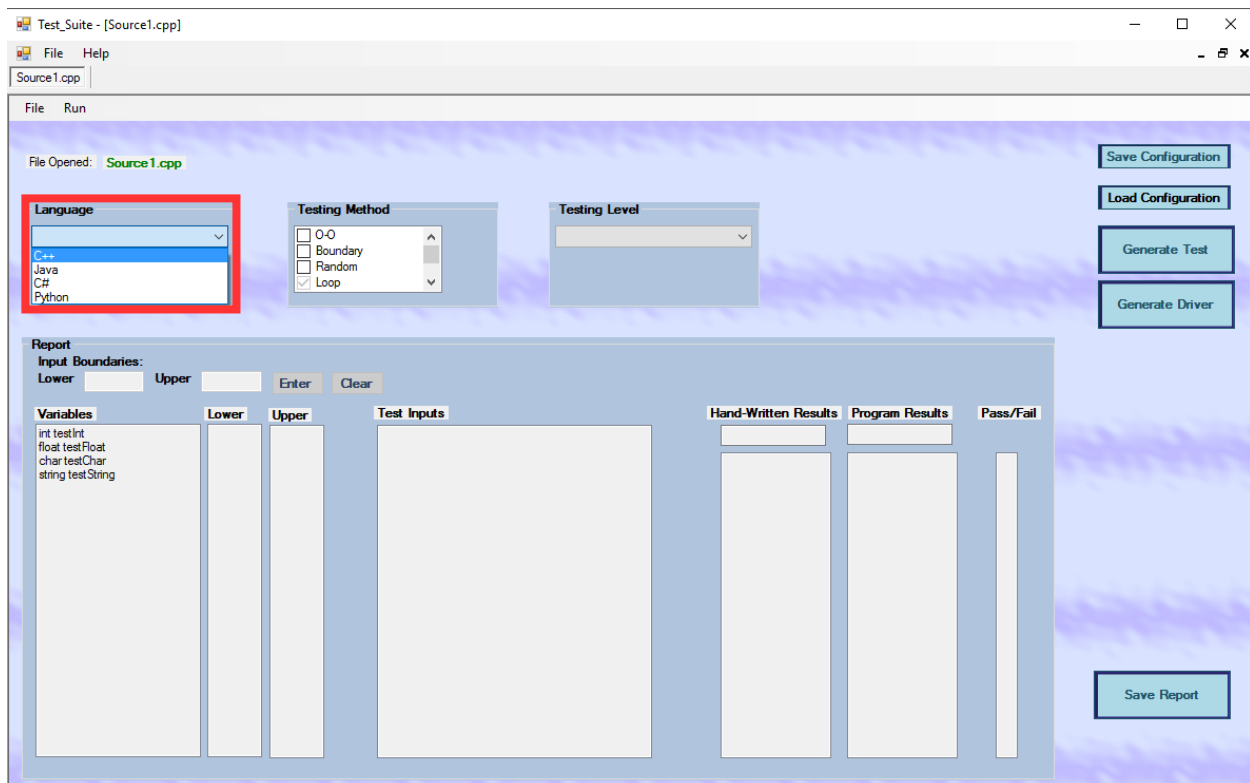 Test_Suite - [Source1.cpp]
File Help
Source1.cpp
File Run
File Opened: Source1.cpp
Save Configuration
Load Configuration
Generate Test
Generate Driver
Language
C++
Java
C#
Python
Testing Method
O-O
Boundary
Random
Loop
Testing Level
Report
Input Boundaries:
Lower Upper Enter Clear
Variables Lower Upper Test Inputs Hand-Written Results Program Results Pass/Fail
int testInt
float testFloat
char testChar
string testString
Save Report